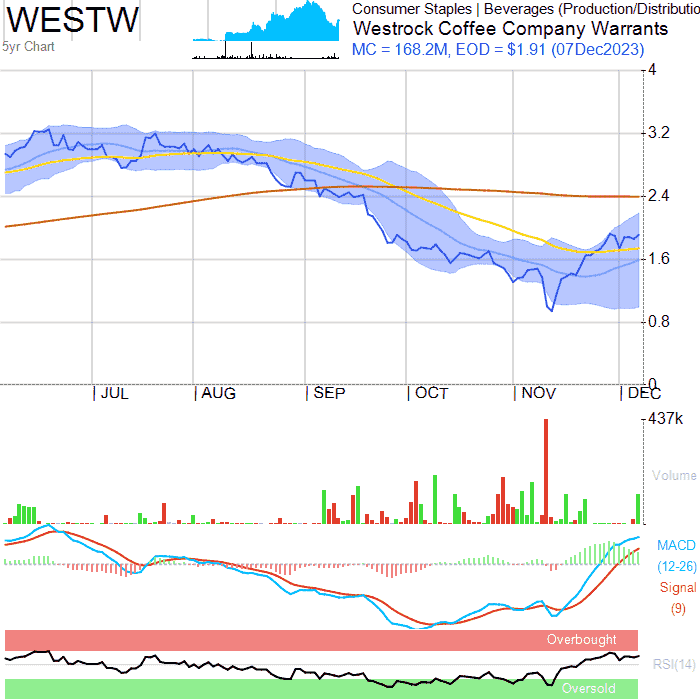 WESTW
5yr Chart
Consumer Staples | Beverages (Production/Distributio
Westrock Coffee Company Warrants
MC = 168.2M, EOD = $1.91 (07Dec2023)
4
3.2
2.4
1.6
0.8
0
JUL AUG SEP OCT NOV DEC
437k
Volume
MACD
(12-26)
Signal
(9)
Overbought
RSI(14)
Oversold